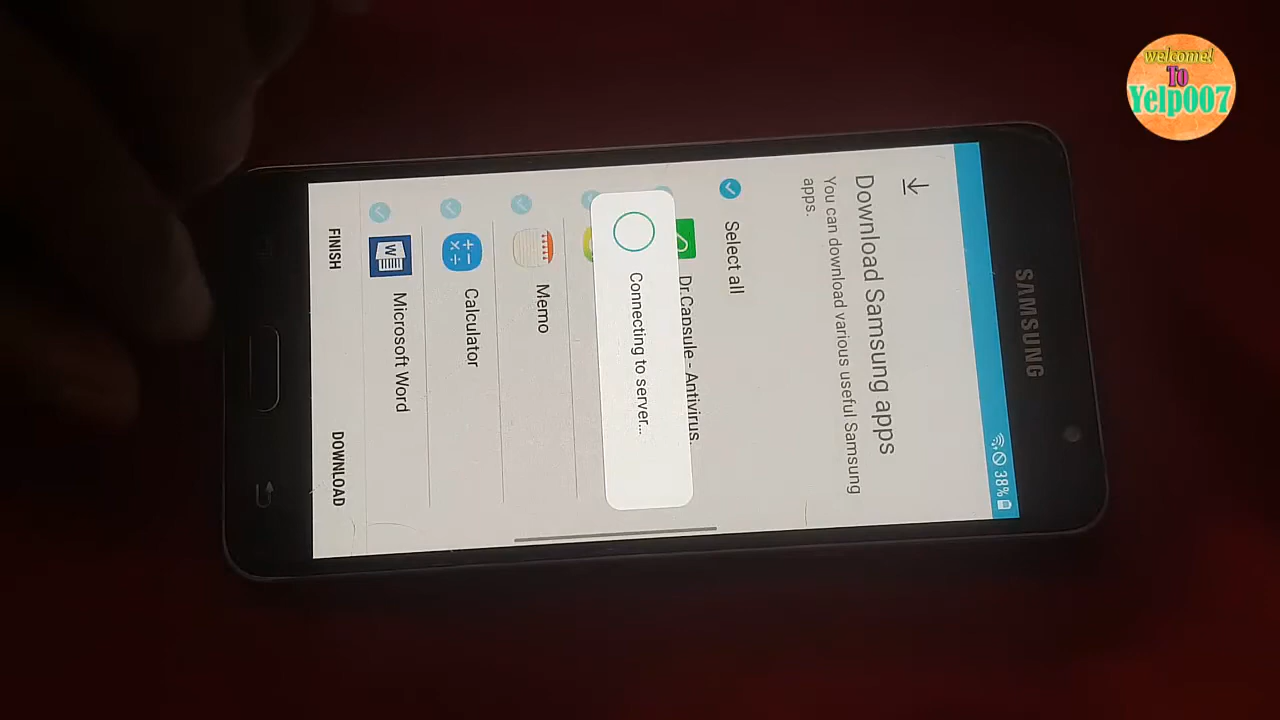 welcome!
To
Yelp007
SAMSUNG
38%
Download Samsung apps
You can download various useful Samsung
apps.
Select all
Dr.Capsule - Antivirus.
Connecting to server...
Memo
Calculator
Microsoft Word
FINISH
DOWNLOAD